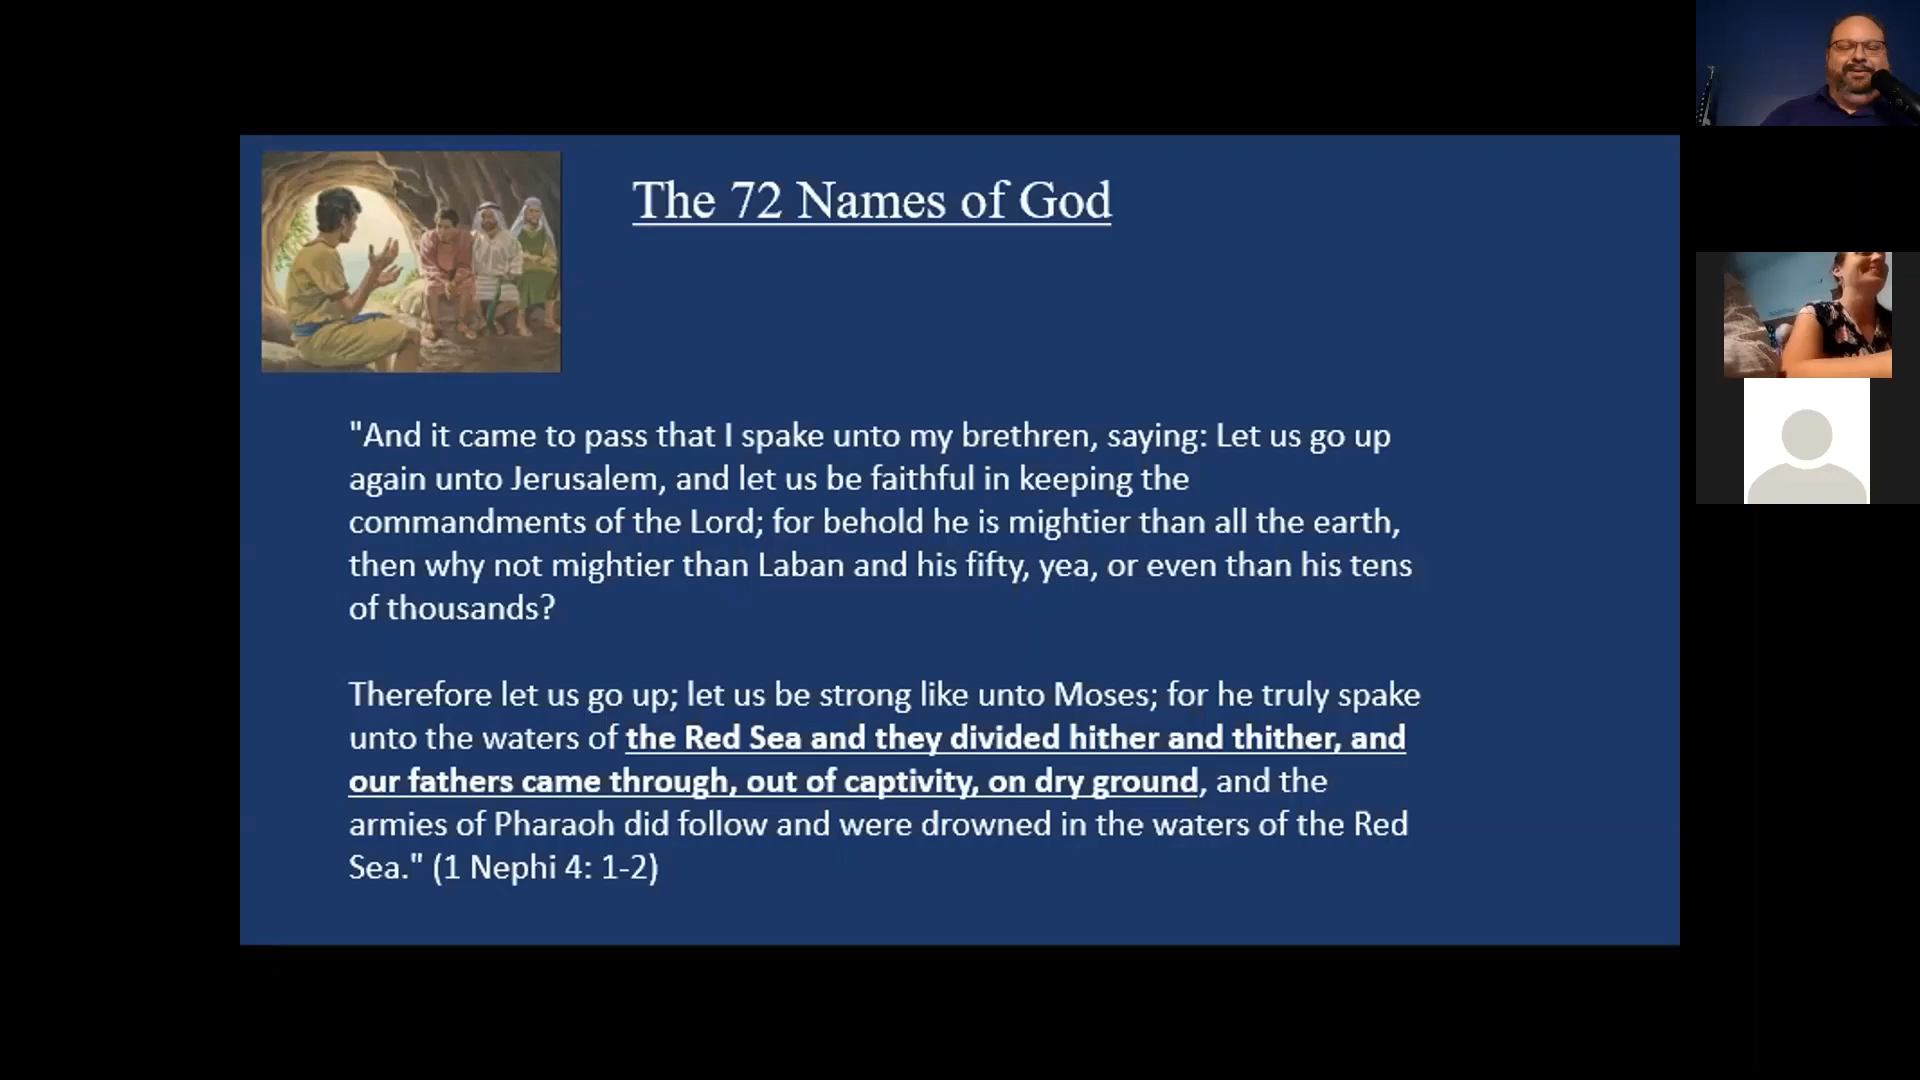 The 72 Names of God
"And it came to pass that I spake unto my brethren, saying: Let us go up
again unto Jerusalem, and let us be faithful in keeping the
commandments of the Lord; for behold he is mightier than all the earth,
then why not mightier than Laban and his fifty, yea, or even than his tens
of thousands?
Therefore let us go up; let us be strong like unto Moses; for he truly spake
unto the waters of the Red Sea and they divided hither and thither, and
our fathers came through, out of captivity, on dry ground, and the
armies of Pharaoh did follow and were drowned in the waters of the Red
Sea." (1 Nephi 4: 1-2)